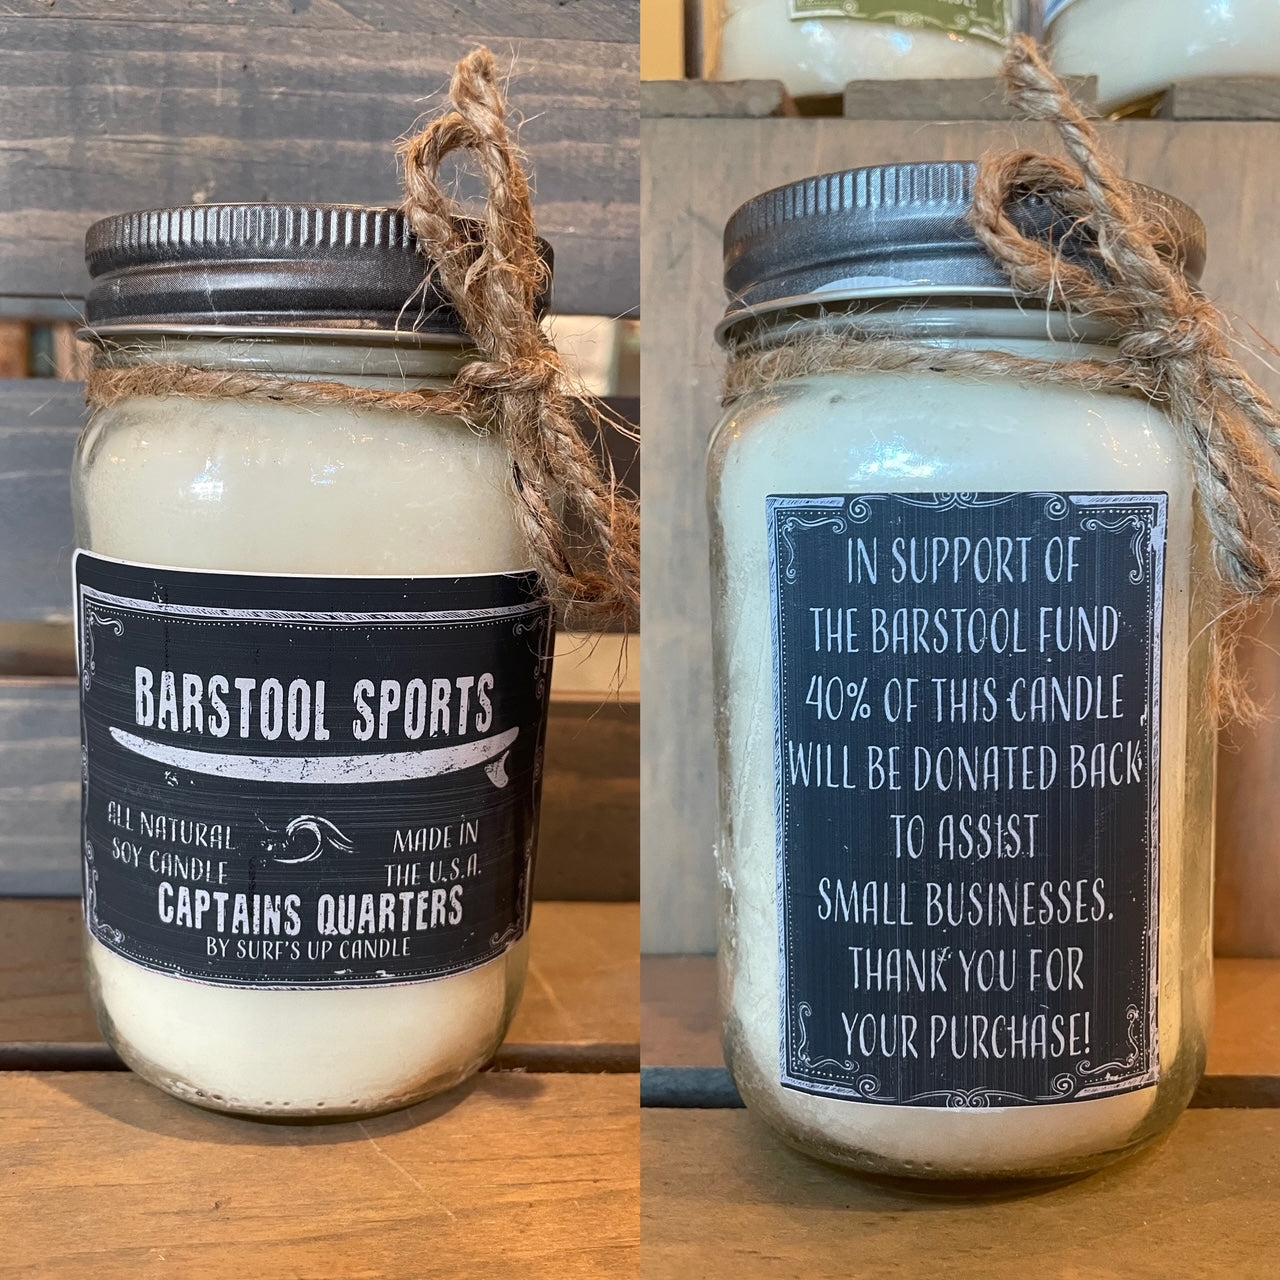 BARSTOOL SPORTS
ALL NATURAL
SOY CANDLE
MADE IN
THE U.S.A.
CAPTAINS QUARTERS
BY SURF'S UP CANDLE
IN SUPPORT OF
THE BARSTOOL FUND
40% OF THIS CANDLE
WILL BE DONATED BACK
TO ASSIST
SMALL BUSINESSES.
THANK YOU FOR
YOUR PURCHASE!